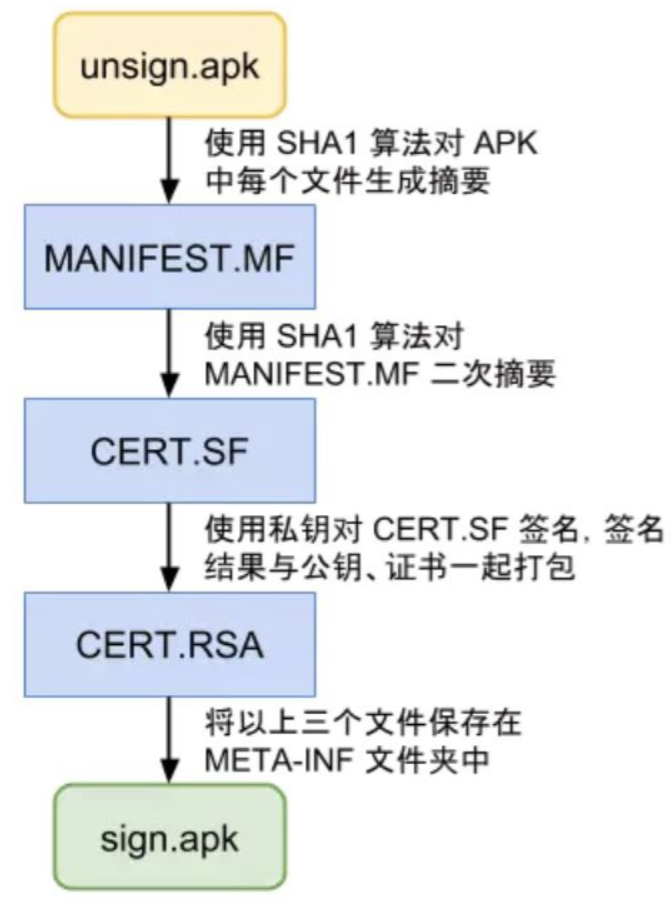 unsign.apk
使用 SHA1 算法对 APK
中每个文件生成摘要
MANIFEST.MF
使用 SHA1 算法对
MANIFEST.MF 二次摘要
CERT.SF
使用私钥对 CERT.SF 签名，签名
结果与公钥、证书一起打包
CERT.RSA
将以上三个文件保存在
META-INF 文件夹中
sign.apk